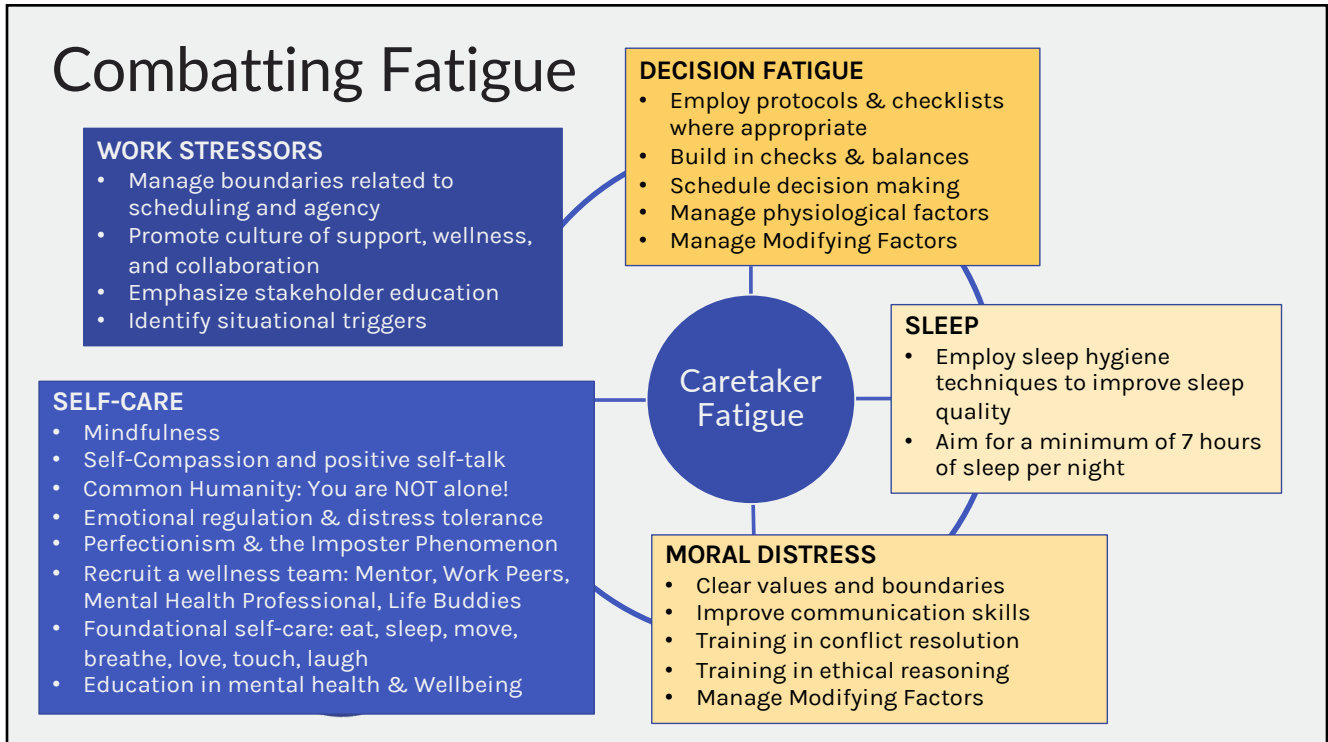 Combatting Fatigue
WORK STRESSORS
• Manage boundaries related to
scheduling and agency
• Promote culture of support, wellness,
and collaboration
• Emphasize stakeholder education
• Identify situational triggers
DECISION FATIGUE
• Employ protocols & checklists
where appropriate
• Build in checks & balances
• Schedule decision making
• Manage physiological factors
• Manage Modifying Factors
SLEEP
• Employ sleep hygiene
techniques to improve sleep
quality
• Aim for a minimum of 7 hours
of sleep per night
Caretaker
Fatigue
SELF-CARE
• Mindfulness
• Self-Compassion and positive self-talk
• Common Humanity: You are NOT alone!
• Emotional regulation & distress tolerance
• Perfectionism & the Imposter Phenomenon
• Recruit a wellness team: Mentor, Work Peers,
Mental Health Professional, Life Buddies
• Foundational self-care: eat, sleep, move,
breathe, love, touch, laugh
• Education in mental health & Wellbeing
MORAL DISTRESS
• Clear values and boundaries
• Improve communication skills
• Training in conflict resolution
• Training in ethical reasoning
• Manage Modifying Factors